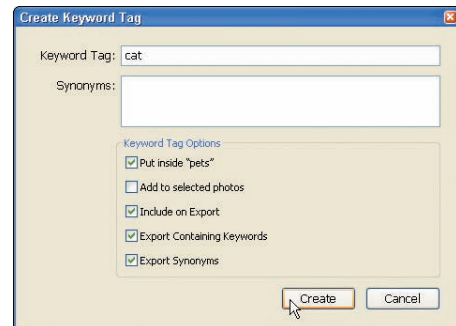 Create Keyword Tag
Keyword Tag: cat
Synonyms:
Keyword Tag Options
Put inside "pets"
Add to selected photos
Include on Export
Export Containing Keywords
Export Synonyms
Create Cancel